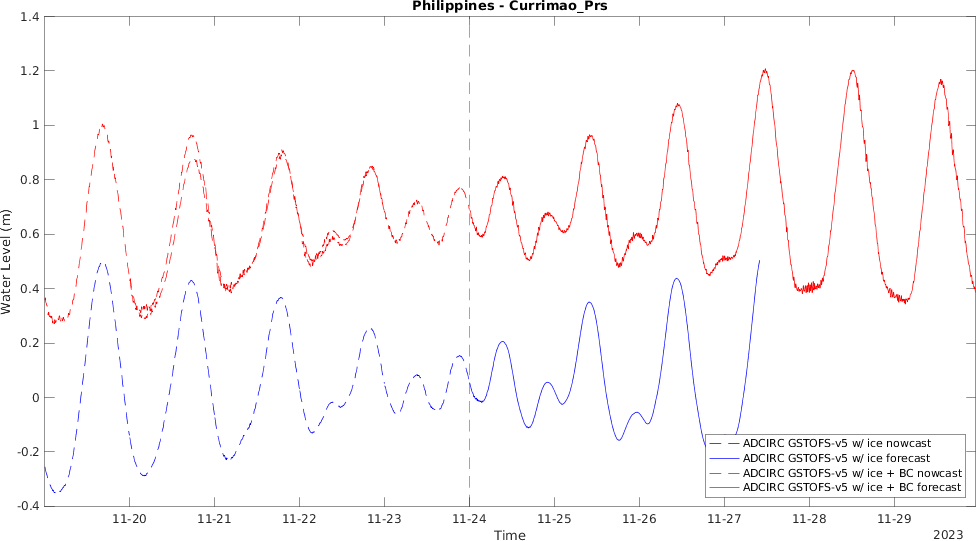 Philippines - Currimao_Prs
1.4
1.2
1
0.8
0.6
0.4
0.2
0
-0.2
-0.4
Water Level (m)
ADCIRC GSTOFS-v5 w/ ice nowcast
ADCIRC GSTOFS-v5 w/ ice forecast
ADCIRC GSTOFS-v5 w/ ice + BC nowcast
ADCIRC GSTOFS-v5 w/ ice + BC forecast
11-20 11-21 11-22 11-23 11-24 11-25 11-26 11-27 11-28 11-29
Time
2023